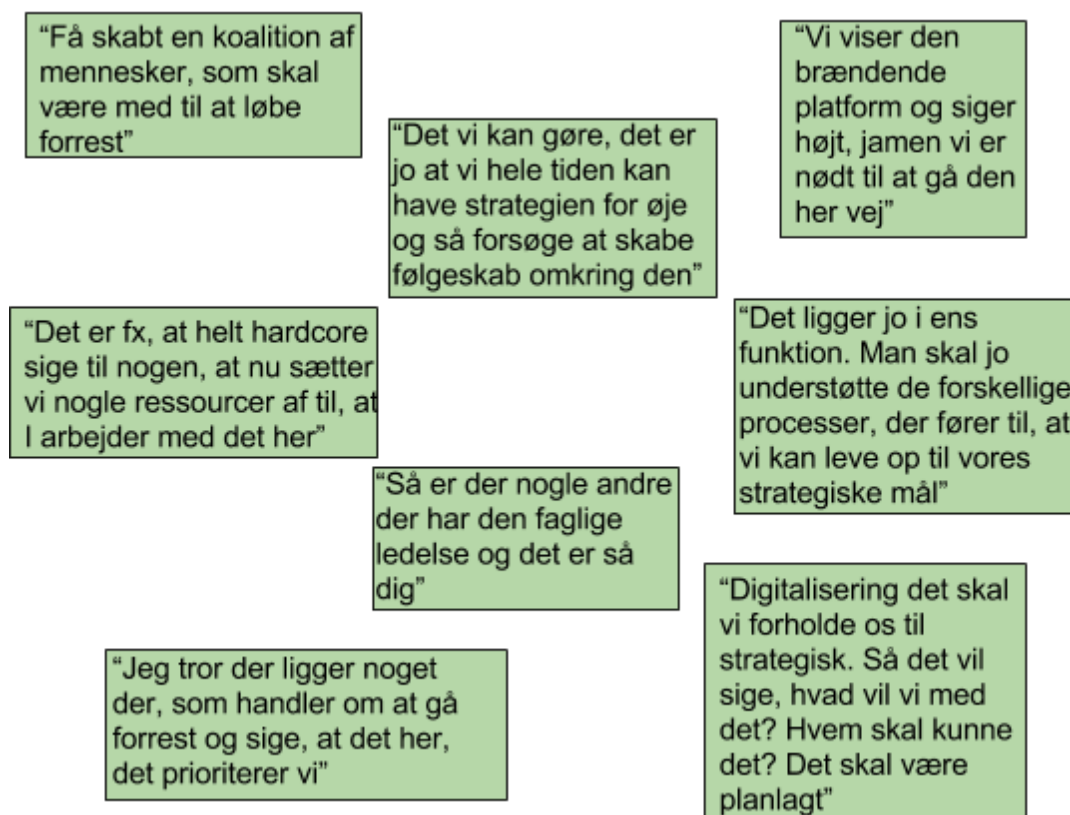 “Få skabt en koalition af
mennesker, som skal
være med til at løbe
forrest”
“Vi viser den
brændende
platform og siger
højt, jamen vi er
nødt til at gå den
her vej”
“Det vi kan gøre, det er
jo at vi hele tiden kan
have strategien for øje
og så forsøge at skabe
følgeskab omkring den”
“Det er fx, at helt hardcore
sige til nogen, at nu sætter
vi nogle ressourcer af til, at
I arbejder med det her”
“Det ligger jo i ens
funktion. Man skal jo
understøtte de forskellige
processer, der fører til, at
vi kan leve op til vores
strategiske mål”
“Så er der nogle andre
der har den faglige
ledelse og det er så
dig”
“Digitalisering det skal
vi forholde os til
strategisk. Så det vil
sige, hvad vil vi med
det? Hvem skal kunne
det? Det skal være
planlagt”
“Jeg tror der ligger noget
der, som handler om at gå
forrest og sige, at det her,
det prioriterer vi”